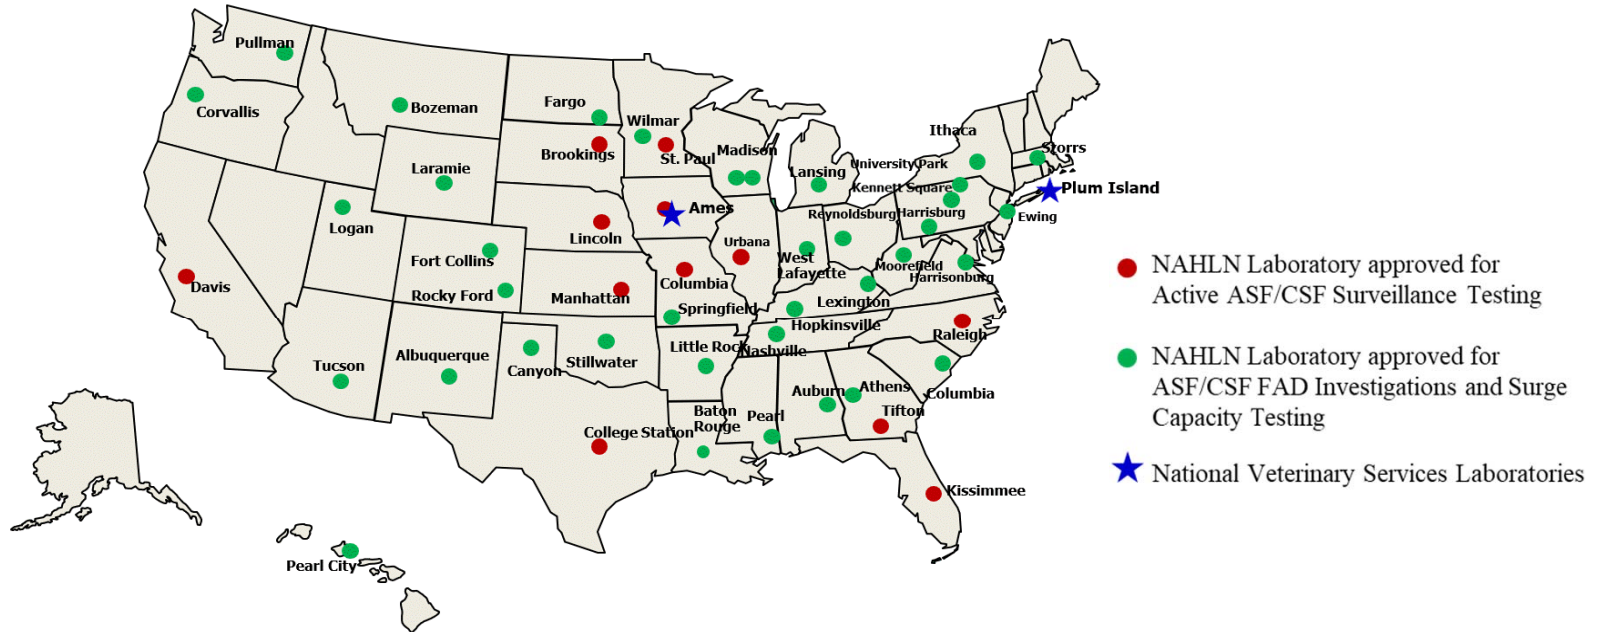 Pullman
Corvallis
Bozeman
Fargo
Wilmar
Brookings
St. Paul
Madison
Lansing
Ithaca
University Park
Storrs
Kennett Square
Plum Island
Laramie
Ames
Reynoldsburg
Harrisburg
Ewing
Logan
Lincoln
Urbana
West
Lafayette
Moorefield
Harrisonburg
Fort Collins
Davis
Rocky Ford
Manhattan
Columbia
Springfield
Lexington
Hopkinsville
Raleigh
Nashville
Little Rock
Albuquerque
Tucson
Canyon
Stillwater
Auburn
Athens
Columbia
Tifton
Baton
Rouge
Pearl
College Station
Kissimmee
Pearl City
NAHLN Laboratory approved for
Active ASF/CSF Surveillance Testing
NAHLN Laboratory approved for
ASF/CSF FAD Investigations and Surge
Capacity Testing
National Veterinary Services Laboratories